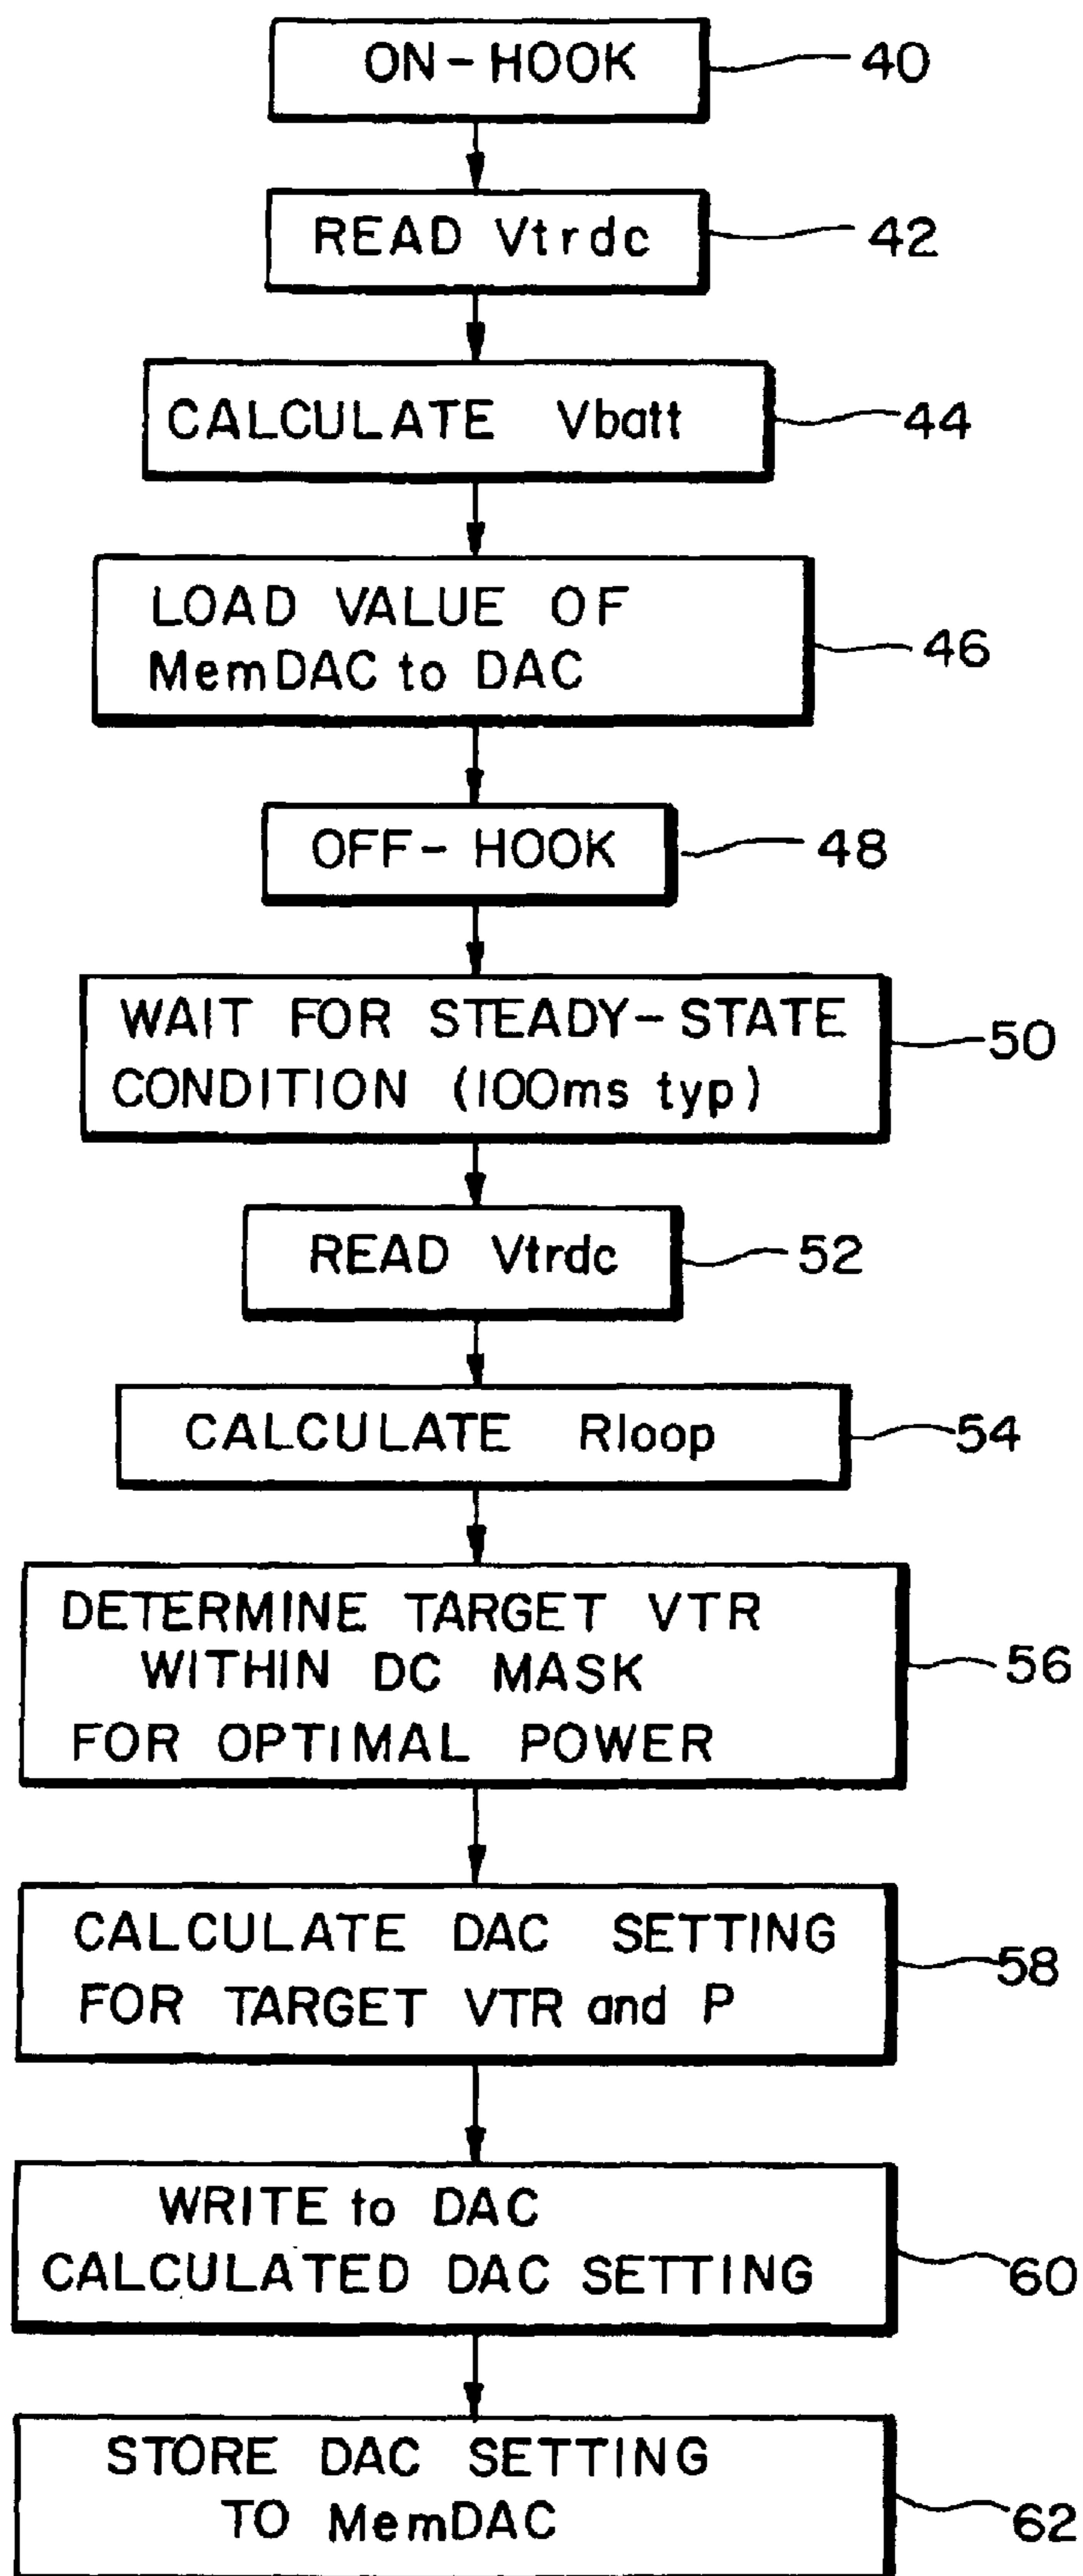 ON-HOOK
40
READ Vtrdc
42
CALCULATE Vbatt
44
LOAD VALUE OF
MemDAC to DAC
46
OFF-HOOK
48
WAIT FOR STEADY-STATE
CONDITION (100ms typ)
50
READ Vtrdc
52
CALCULATE Rloop
54
DETERMINE TARGET VTR
WITHIN DC MASK
FOR OPTIMAL POWER
56
CALCULATE DAC SETTING
FOR TARGET VTR and P
58
WRITE to DAC
CALCULATED DAC SETTING
60
STORE DAC SETTING
TO MemDAC
62